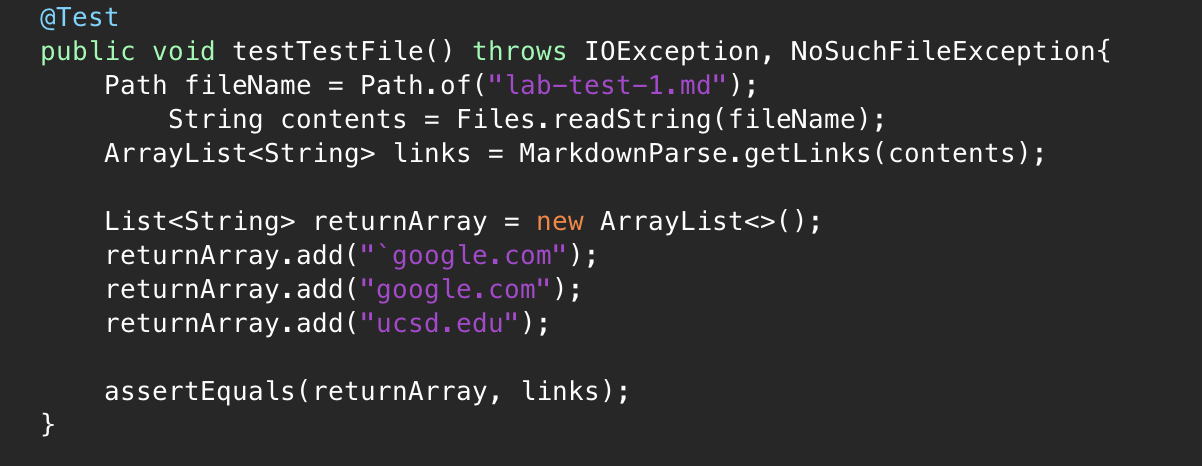 @Test
public void testTestFile() throws IOException, NoSuchFileException{
    Path fileName = Path.of("lab-test-1.md");
        String contents = Files.readString(fileName);
    ArrayList<String> links = MarkdownParse.getLinks(contents);

    List<String> returnArray = new ArrayList<>();
    returnArray.add("`google.com");
    returnArray.add("google.com");
    returnArray.add("ucsd.edu");

    assertEquals(returnArray, links);
}